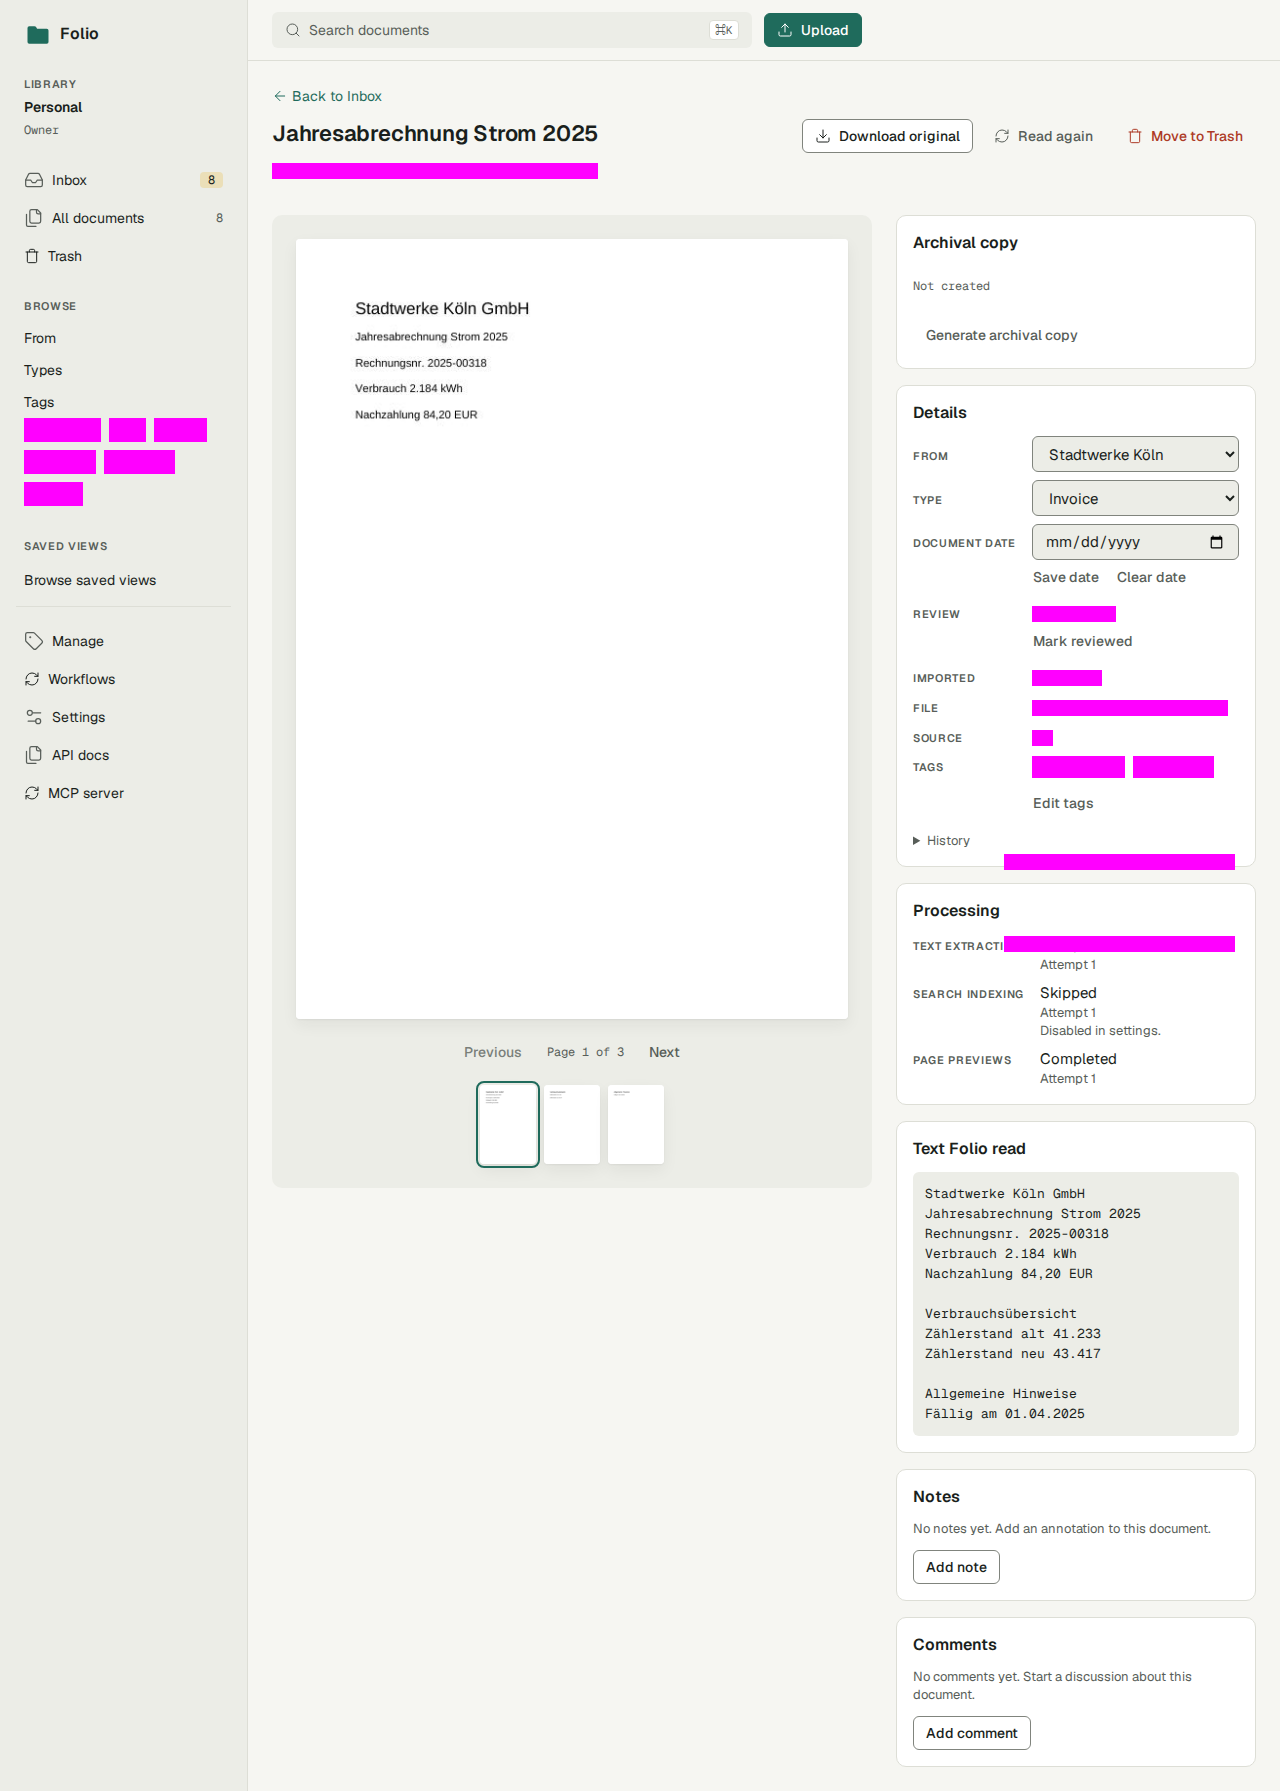 Folio
LIBRARY
Personal
Owner
Inbox 8
All documents 8
Trash
BROWSE
From
Types
Tags
SAVED VIEWS
Browse saved views
Manage
Workflows
Settings
API docs
MCP server
Search documents ⌘K
Upload
← Back to Inbox
Jahresabrechnung Strom 2025
Download original
Read again
Move to Trash
Stadtwerke Köln GmbH
Jahresabrechnung Strom 2025
Rechnungsnr. 2025-00318
Verbrauch 2.184 kWh
Nachzahlung 84,20 EUR
Previous Page 1 of 3 Next
Archival copy
Not created
Generate archival copy
Details
FROM Stadtwerke Köln
TYPE Invoice
DOCUMENT DATE mm/dd/yyyy
Save date Clear date
REVIEW
Mark reviewed
IMPORTED
FILE
SOURCE
TAGS
Edit tags
History
Processing
TEXT EXTRACTI
Attempt 1
SEARCH INDEXING Skipped
Attempt 1
Disabled in settings.
PAGE PREVIEWS Completed
Attempt 1
Text Folio read
Stadtwerke Köln GmbH
Jahresabrechnung Strom 2025
Rechnungsnr. 2025-00318
Verbrauch 2.184 kWh
Nachzahlung 84,20 EUR
Verbrauchsübersicht
Zählerstand alt 41.233
Zählerstand neu 43.417
Allgemeine Hinweise
Fällig am 01.04.2025
Notes
No notes yet. Add an annotation to this document.
Add note
Comments
No comments yet. Start a discussion about this
document.
Add comment